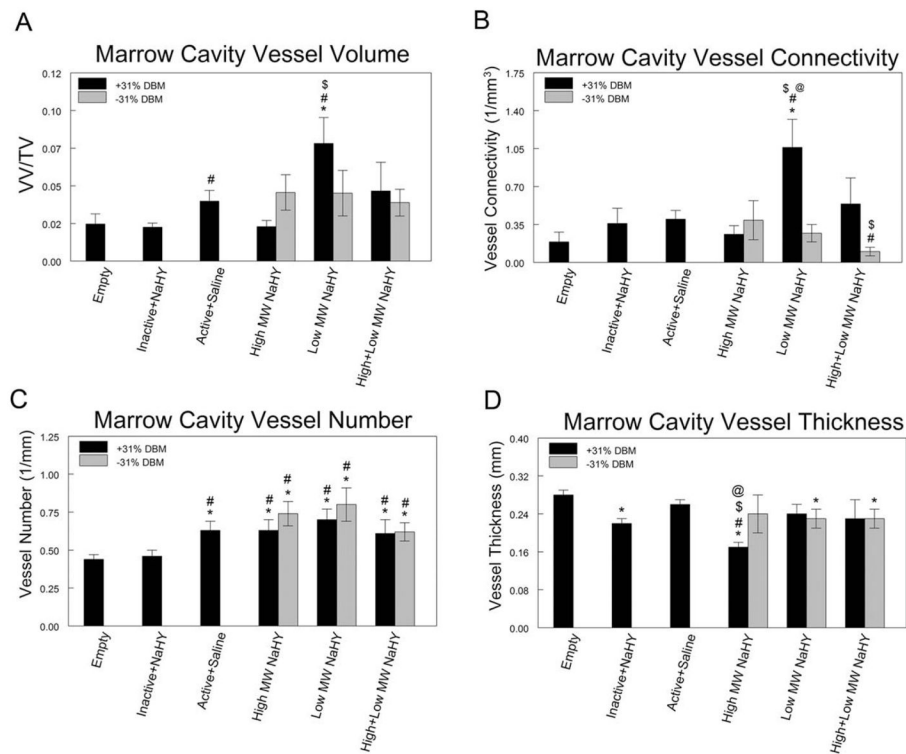 A
Marrow Cavity Vessel Volume
+31% DBM
-31% DBM
VV/TV
0.12
0.10
0.07
0.05
0.02
0.00
#
$
#
*
Empty
Inactive+NaHY
Active+Saline
High MW NaHY
Low MW NaHY
High+Low MW NaHY
B
Marrow Cavity Vessel Connectivity
+31% DBM
-31% DBM
Vessel Connectivity (1/mm³)
1.75
1.40
1.05
0.70
0.35
0.00
$ @
#
*
$
#
Empty
Inactive+NaHY
Active+Saline
High MW NaHY
Low MW NaHY
High+Low MW NaHY
C
Marrow Cavity Vessel Number
+31% DBM
-31% DBM
Vessel Number (1/mm)
1.25
1.00
0.75
0.50
0.25
0.00
#
*
#
*
#
*
#
*
#
*
#
*
#
*
Empty
Inactive+NaHY
Active+Saline
High MW NaHY
Low MW NaHY
High+Low MW NaHY
D
Marrow Cavity Vessel Thickness
+31% DBM
-31% DBM
Vessel Thickness (mm)
0.40
0.32
0.24
0.16
0.08
0.00
*
@
$
#
*
*
*
Empty
Inactive+NaHY
Active+Saline
High MW NaHY
Low MW NaHY
High+Low MW NaHY